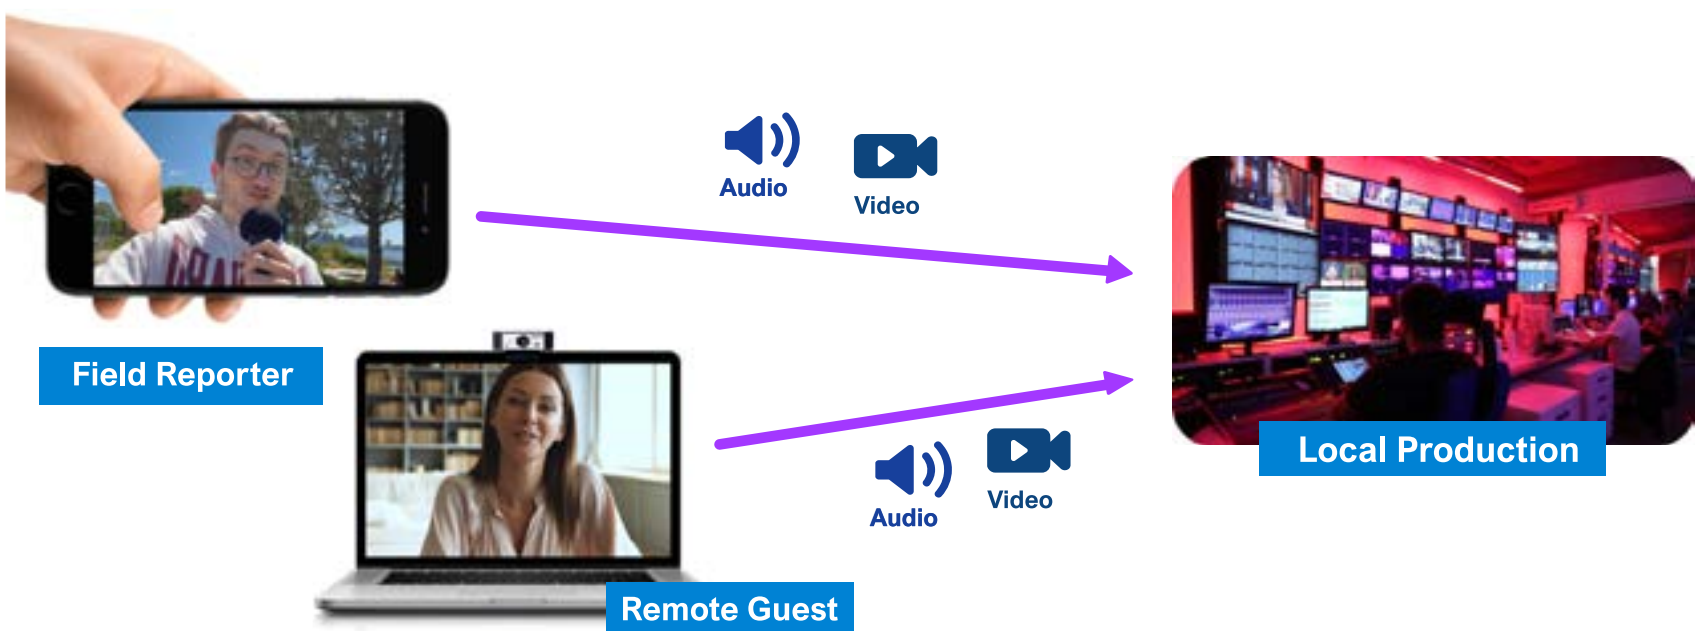 Audio
Video
Field Reporter
Local Production
Audio
Video
Remote Guest